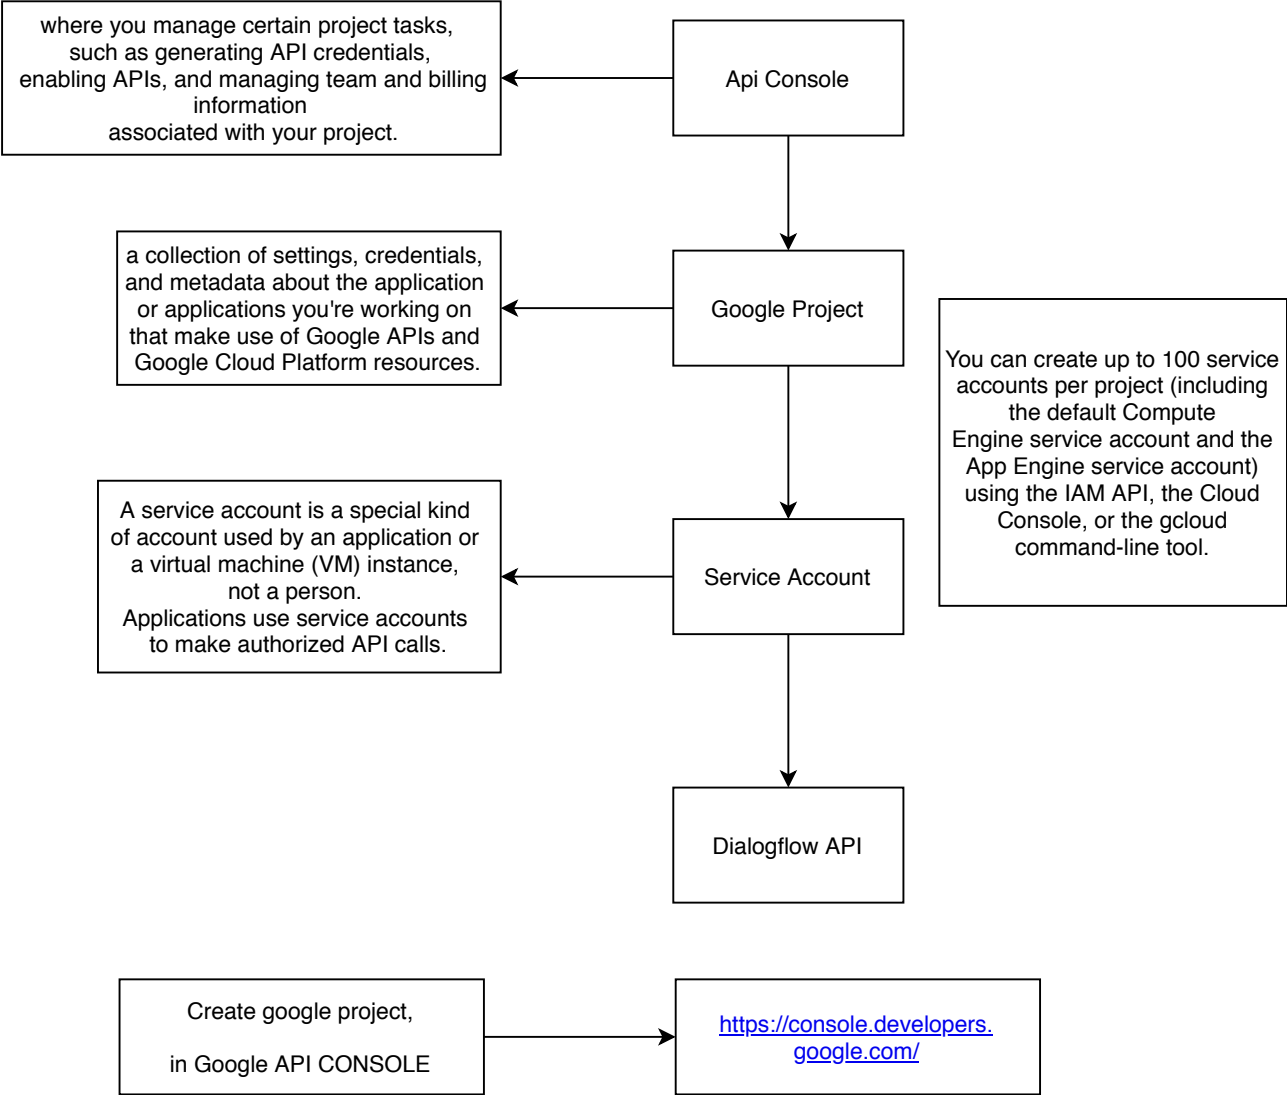 where you manage certain project tasks,
such as generating API credentials,
enabling APIs, and managing team and billing
information
associated with your project.
Api Console
a collection of settings, credentials,
and metadata about the application
or applications you're working on
that make use of Google APIs and
Google Cloud Platform resources.
Google Project
You can create up to 100 service
accounts per project (including
the default Compute
Engine service account and the
App Engine service account)
using the IAM API, the Cloud
Console, or the gcloud
command-line tool.
A service account is a special kind
of account used by an application or
a virtual machine (VM) instance,
not a person.
Applications use service accounts
to make authorized API calls.
Service Account
Dialogflow API
Create google project,
in Google API CONSOLE
https://console.developers.
google.com/